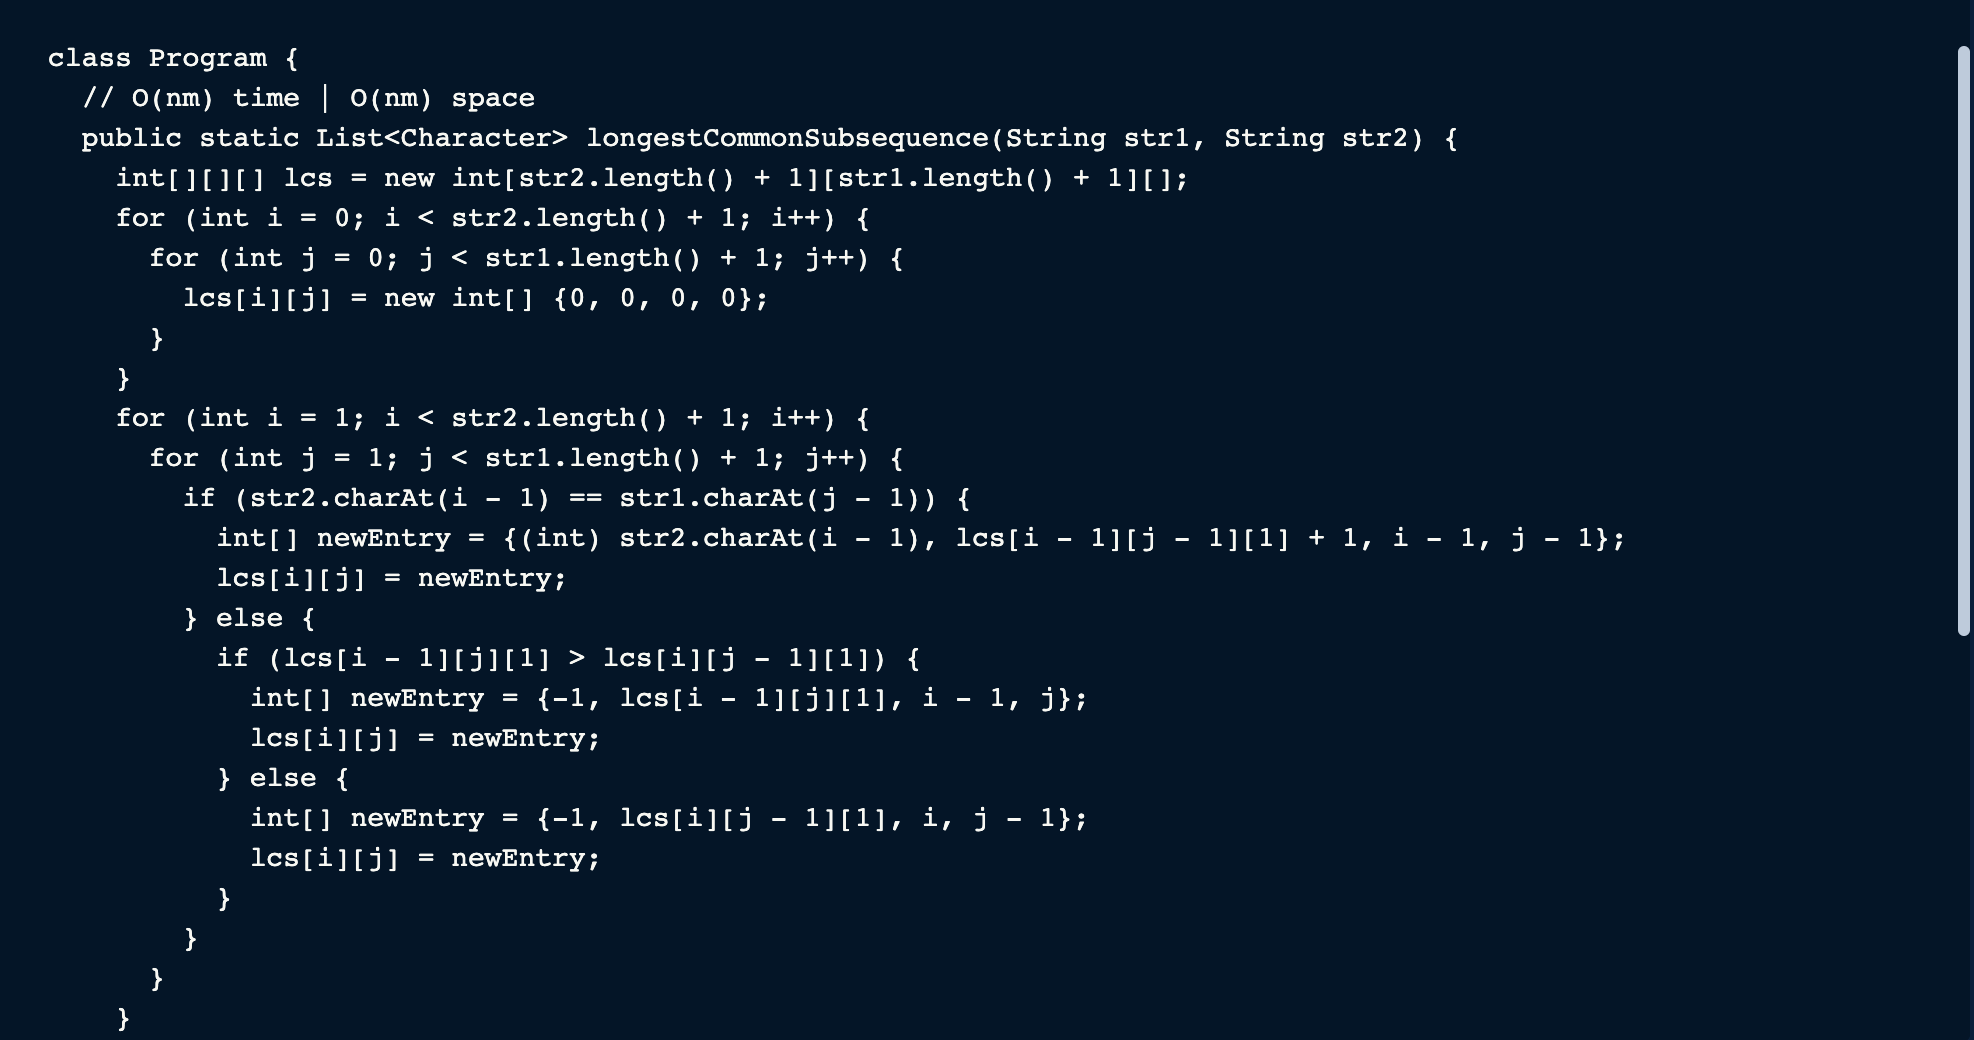 class Program {
  // O(nm) time | O(nm) space
  public static List<Character> longestCommonSubsequence(String str1, String str2) {
    int[][][] lcs = new int[str2.length() + 1][str1.length() + 1][];
    for (int i = 0; i < str2.length() + 1; i++) {
      for (int j = 0; j < str1.length() + 1; j++) {
        lcs[i][j] = new int[] {0, 0, 0, 0};
      }
    }
    for (int i = 1; i < str2.length() + 1; i++) {
      for (int j = 1; j < str1.length() + 1; j++) {
        if (str2.charAt(i - 1) == str1.charAt(j - 1)) {
          int[] newEntry = {(int) str2.charAt(i - 1), lcs[i - 1][j - 1][1] + 1, i - 1, j - 1};
          lcs[i][j] = newEntry;
        } else {
          if (lcs[i - 1][j][1] > lcs[i][j - 1][1]) {
            int[] newEntry = {-1, lcs[i - 1][j][1], i - 1, j};
            lcs[i][j] = newEntry;
          } else {
            int[] newEntry = {-1, lcs[i][j - 1][1], i, j - 1};
            lcs[i][j] = newEntry;
          }
        }
      }
    }